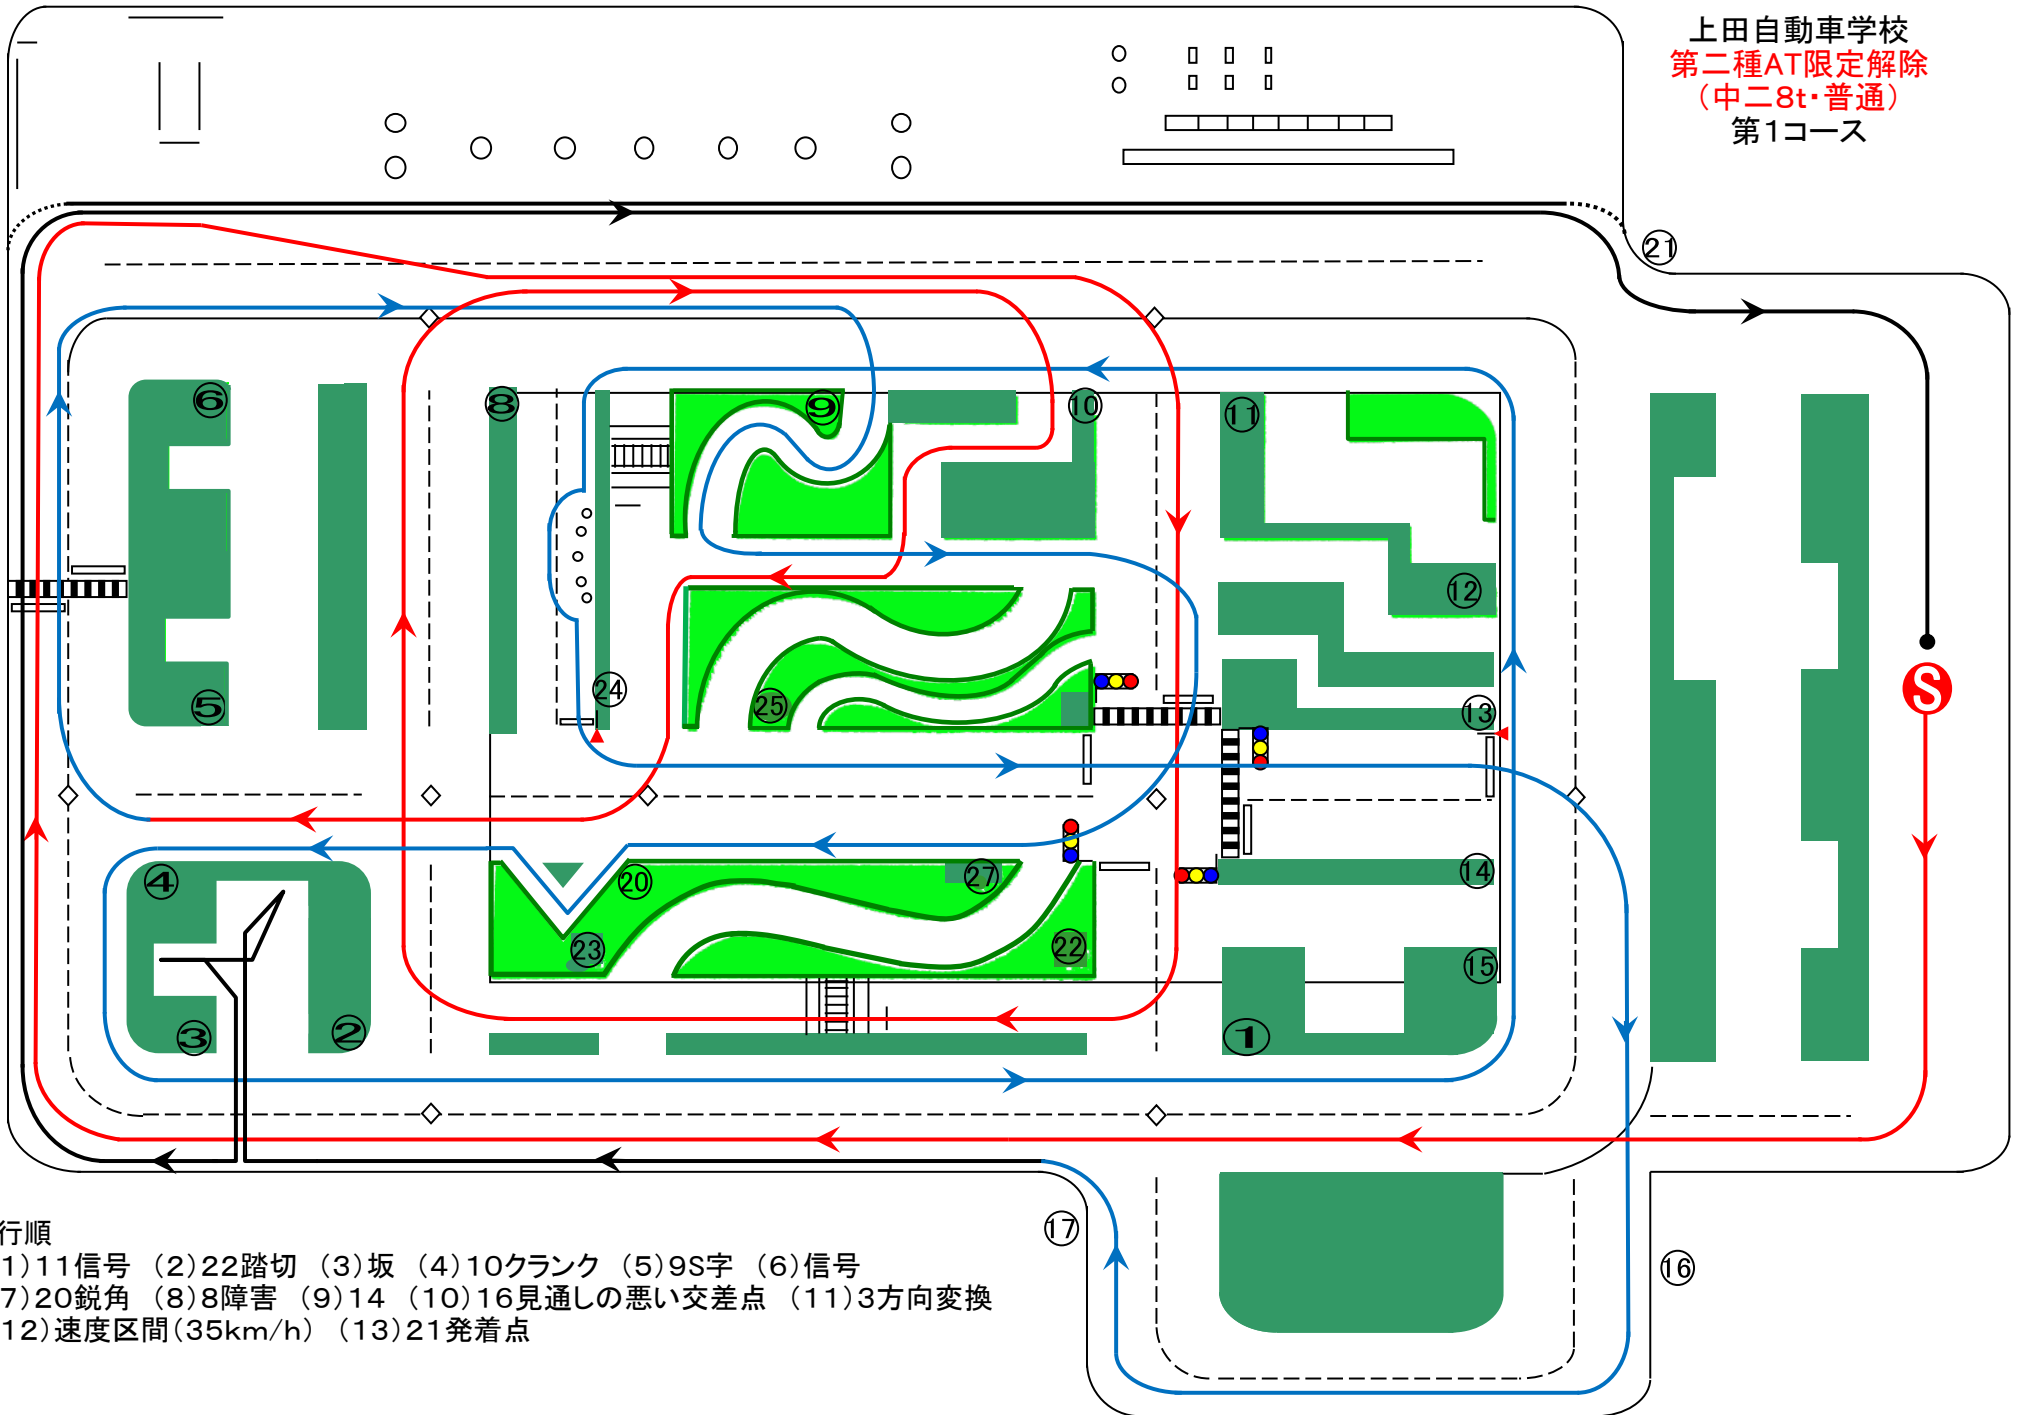 上田自動車学校
第二種AT限定解除
（中二8t・普通）
第1コース
21
6
8
9
10
11
12
24
5
25
13
S
4
20
27
14
23
22
15
3
2
1
17
16
行順
1)11信号 （2)22踏切 （3)坂 （4)10クランク （5)9S字 （6)信号
7)20鋭角 （8)8障害 （9)14 （10)16見通しの悪い交差点 （11)3方向変換
12)速度区間(35km/h) （13)21発着点